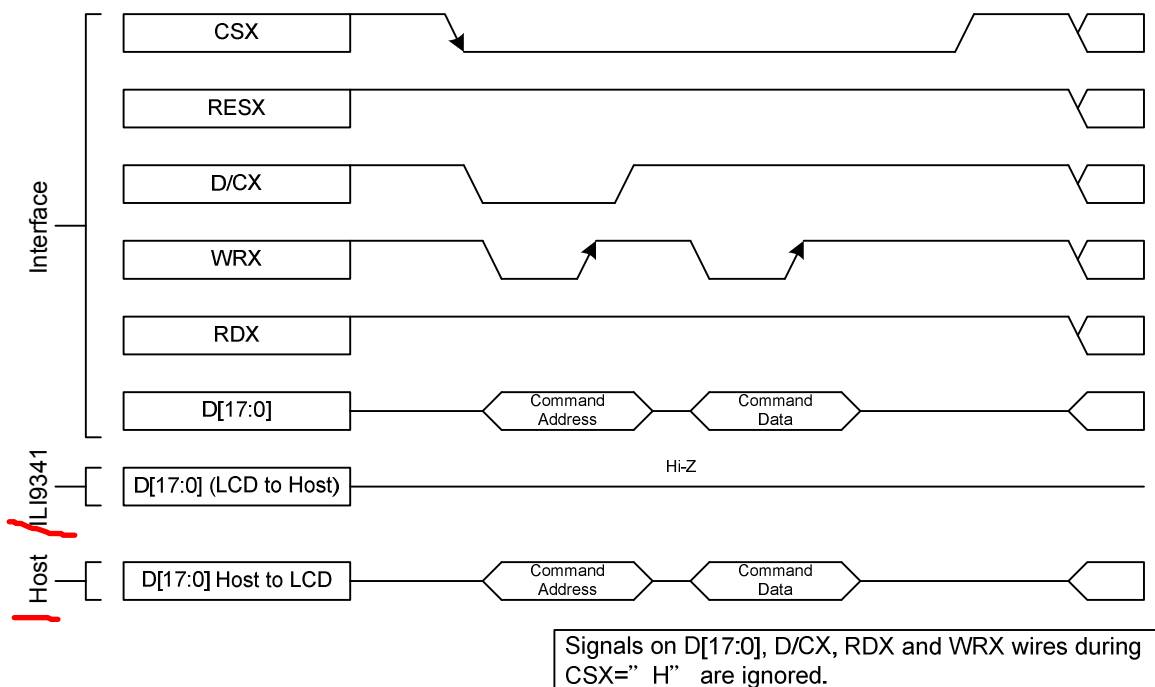 CSX
RESX
D/CX
WRX
RDX
D[17:0]
Command
Address
Command
Data
Interface
D[17:0] (LCD to Host)
Hi-Z
ILI9341
D[17:0] Host to LCD
Command
Address
Command
Data
Host
Signals on D[17:0], D/CX, RDX and WRX wires during
CSX=” H” are ignored.